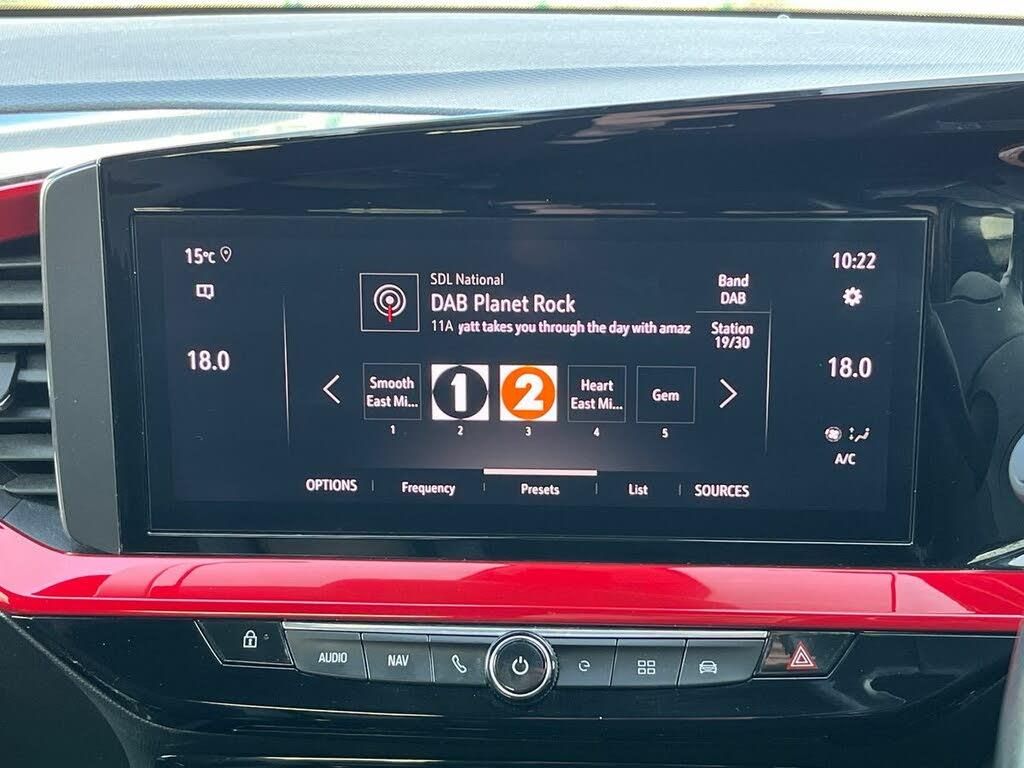 15°C
10:22
SDL National
DAB Planet Rock
11A yatt takes you through the day with amaz
Band
DAB
Station
19/30
18.0
18.0
Smooth
East Mi...
1
2
Heart
East Mi...
Gem
1
2
3
4
5
A/C
OPTIONS
Frequency
Presets
List
SOURCES
AUDIO
NAV